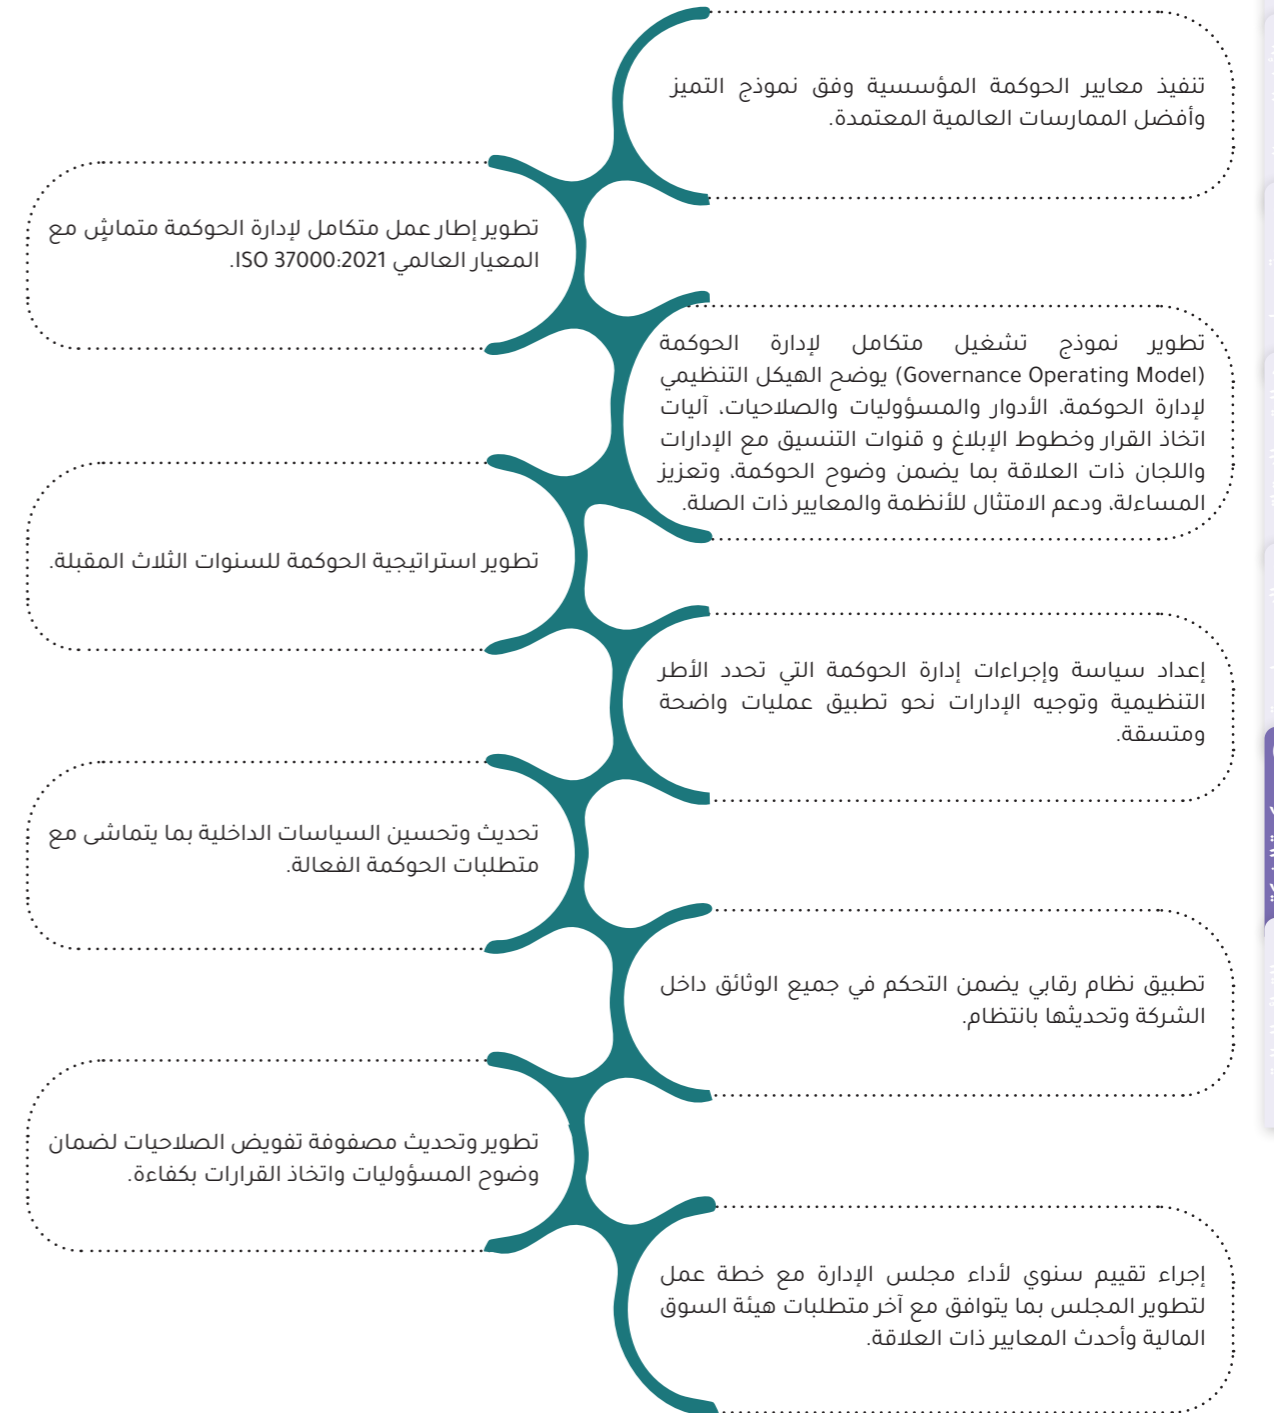 تنفيذ معايير الحوكمة المؤسسية وفق نموذج التميز
وأفضل الممارسات العالمية المعتمدة.
تطوير إطار عمل متكامل لإدارة الحوكمة متماشٍ مع
المعيار العالمي ISO 37000:2021.
تطوير نموذج تشغيل متكامل لإدارة الحوكمة
(Governance Operating Model) يوضح الهيكل التنظيمي
لإدارة الحوكمة، الأدوار والمسؤوليات والصلاحيات، آليات
اتخاذ القرار وخطوط الإبلاغ و قنوات التنسيق مع الإدارات
واللجان ذات العلاقة بما يضمن وضوح الحوكمة، وتعزيز
المساءلة، ودعم الامتثال للأنظمة والمعايير ذات الصلة.
تطوير استراتيجية الحوكمة للسنوات الثلاث المقبلة.
إعداد سياسة وإجراءات إدارة الحوكمة التي تحدد الأطر
التنظيمية وتوجيه الإدارات نحو تطبيق عمليات واضحة
ومتسقة.
تحديث وتحسين السياسات الداخلية بما يتماشى مع
متطلبات الحوكمة الفعالة.
تطبيق نظام رقابي يضمن التحكم في جميع الوثائق داخل
الشركة وتحديثها بانتظام.
تطوير وتحديث مصفوفة تفويض الصلاحيات لضمان
وضوح المسؤوليات واتخاذ القرارات بكفاءة.
إجراء تقييم سنوي لأداء مجلس الإدارة مع خطة عمل
لتطوير المجلس بما يتوافق مع آخر متطلبات هيئة السوق
المالية وأحدث المعايير ذات العلاقة.